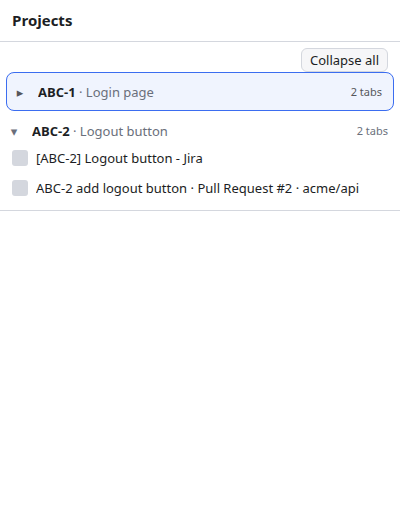 Projects
Collapse all
▸ ABC-1 · Login page 2 tabs
▾ ABC-2 · Logout button 2 tabs
[ABC-2] Logout button - Jira
ABC-2 add logout button · Pull Request #2 · acme/api